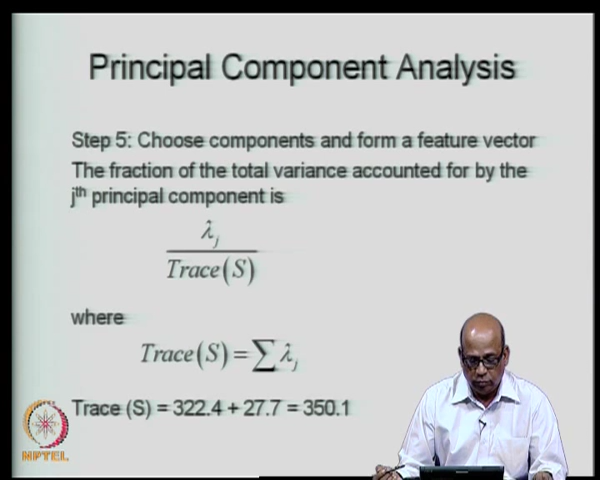 Principal Component Analysis
Step 5: Choose components and form a feature vector
The fraction of the total variance accounted for by the
jth principal component is
λj
Trace(S)
where
Trace(S) = ∑ λj
Trace (S) = 322.4 + 27.7 = 350.1
NPTEL